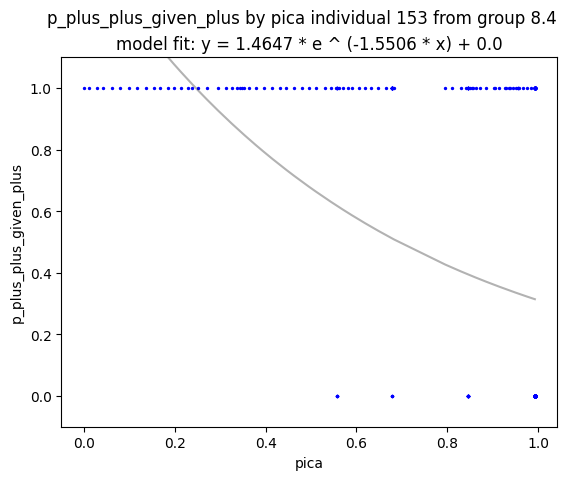 p_plus_plus_given_plus by pica individual 153 from group 8.4
model fit: y = 1.4647 * e ^ (-1.5506 * x) + 0.0
1.0
0.8
0.6
0.4
0.2
0.0
p_plus_plus_given_plus
0.0 0.2 0.4 0.6 0.8 1.0
pica